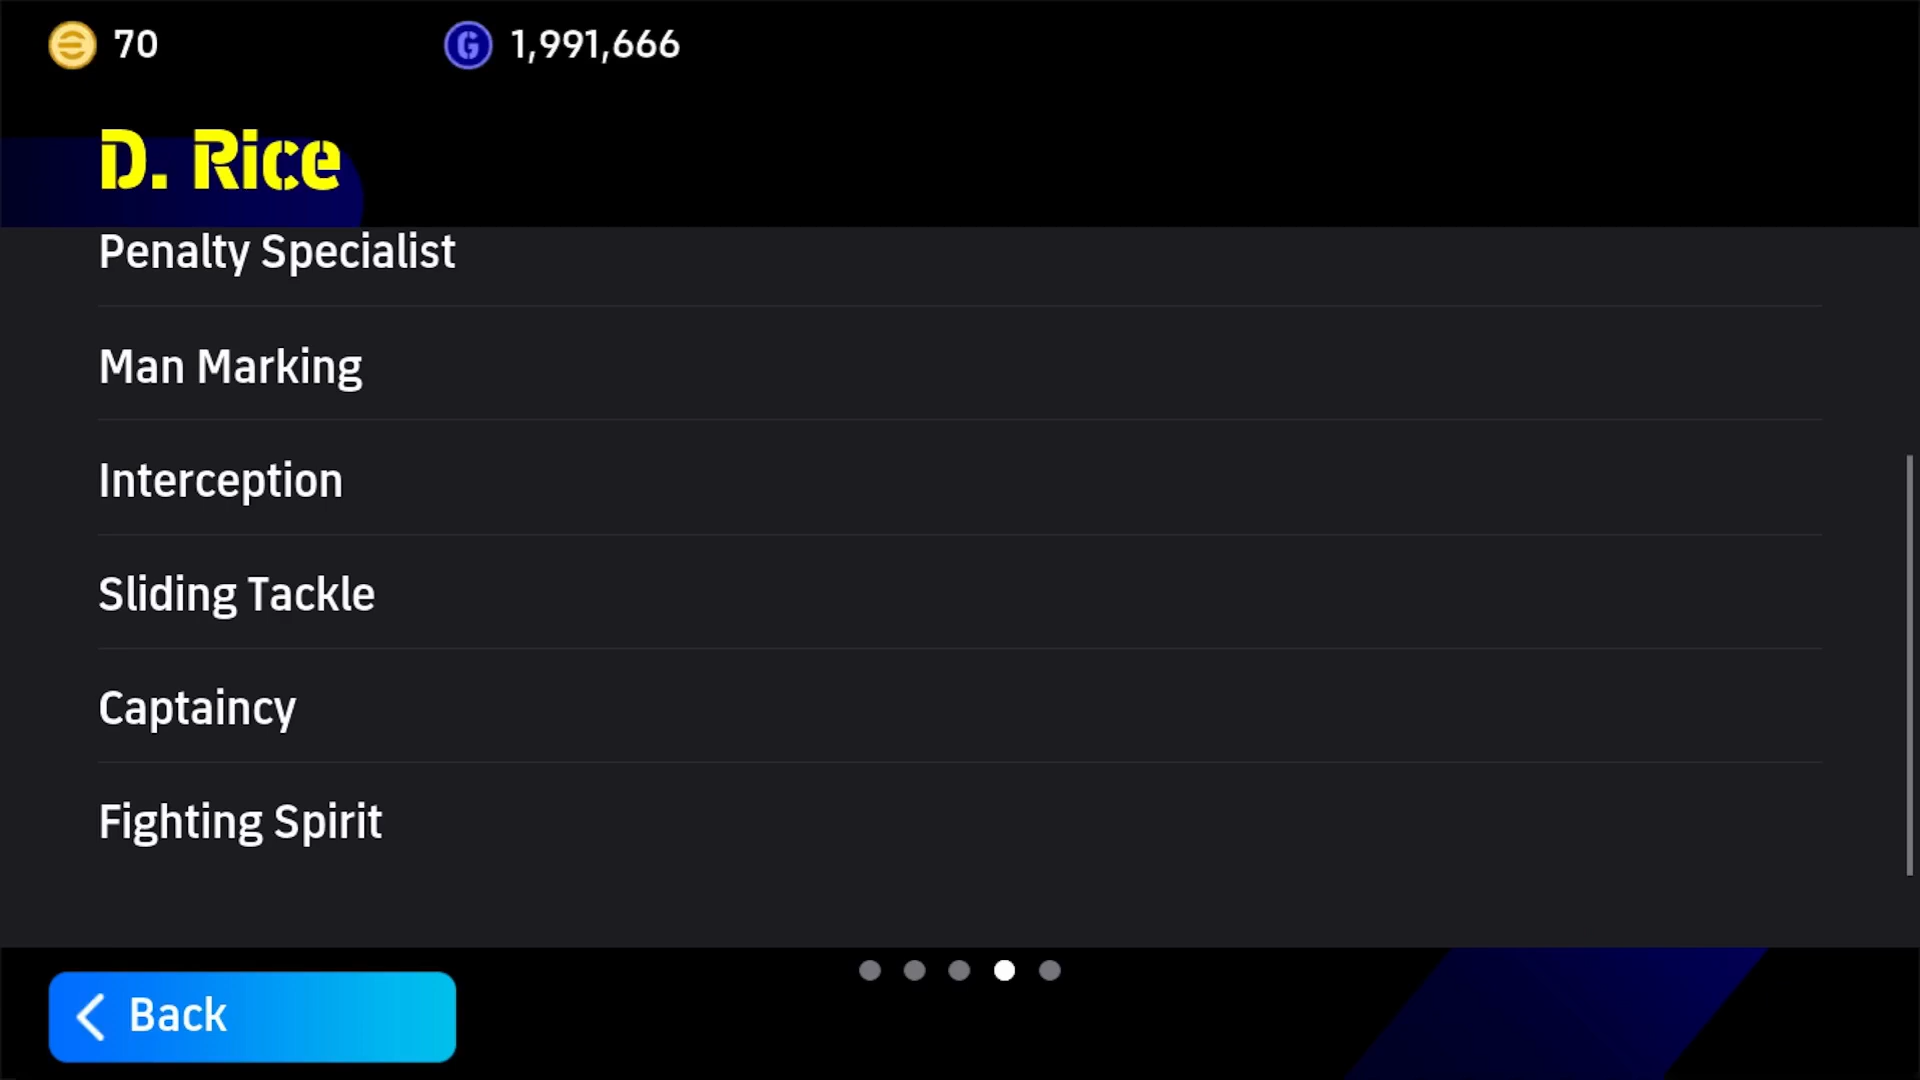 70
G 1,991,666
D. Rice
Penalty Specialist
Man Marking
Interception
Sliding Tackle
Captaincy
Fighting Spirit
Back